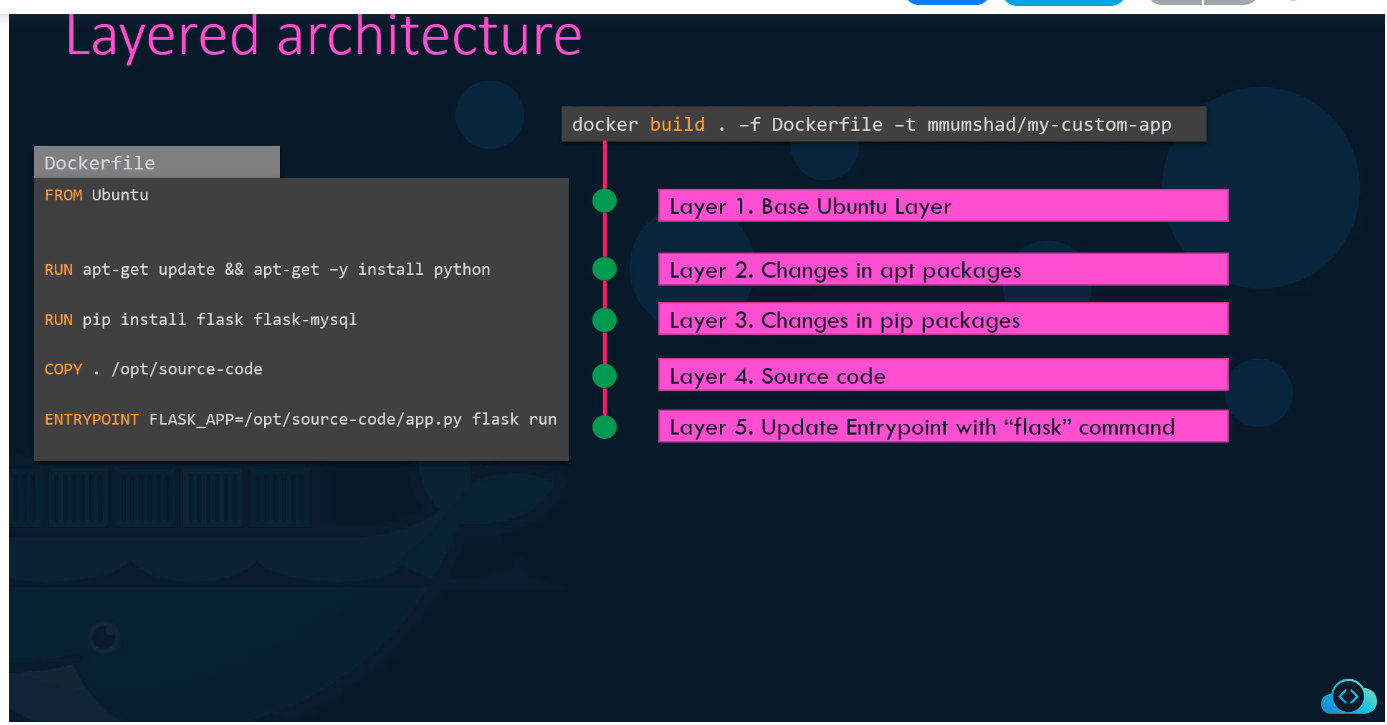 Layered architecture
docker build . –f Dockerfile –t mmumshad/my-custom-app
Dockerfile
FROM Ubuntu
RUN apt-get update && apt-get –y install python
RUN pip install flask flask-mysql
COPY . /opt/source-code
ENTRYPOINT FLASK_APP=/opt/source-code/app.py flask run
Layer 1. Base Ubuntu Layer
Layer 2. Changes in apt packages
Layer 3. Changes in pip packages
Layer 4. Source code
Layer 5. Update Entrypoint with “flask” command